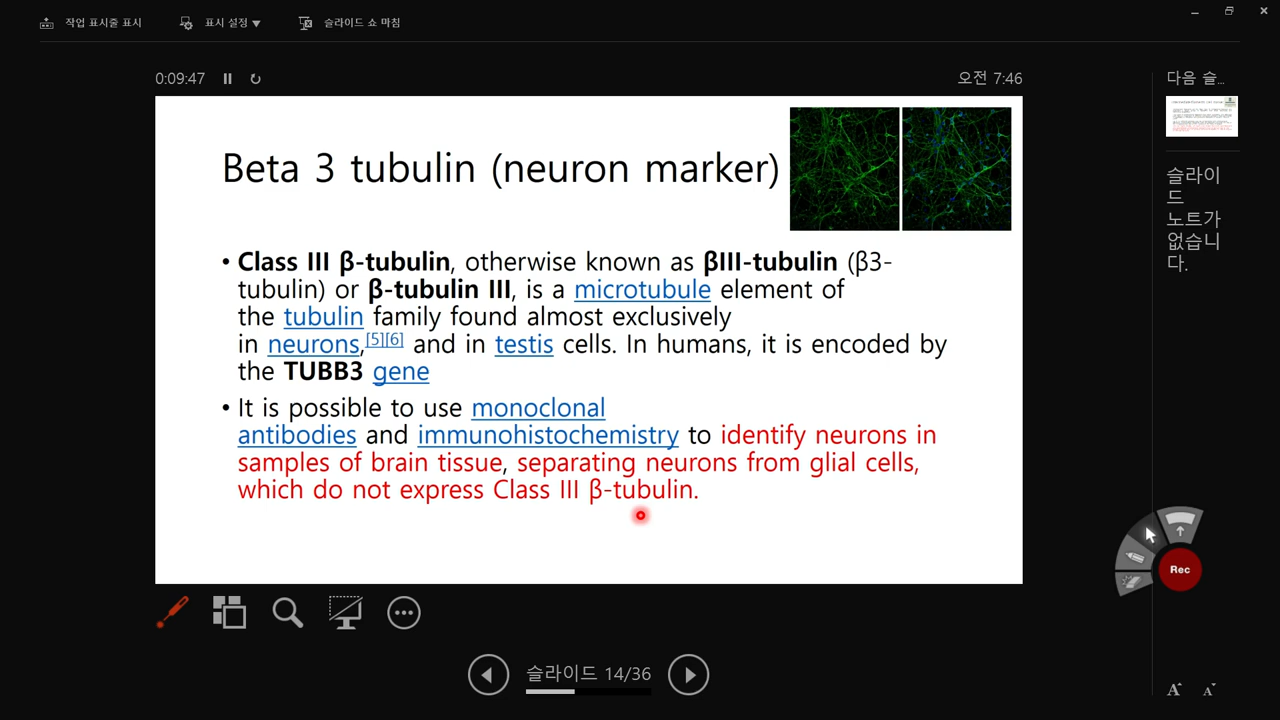 작업 표시줄 표시
표시 설정 ▼
슬라이드 쇼 마침
0:09:47
오전 7:46
다음 슬...
Beta 3 tubulin (neuron marker)
• Class III β-tubulin, otherwise known as βIII-tubulin (β3-
tubulin) or β-tubulin III, is a microtubule element of
the tubulin family found almost exclusively
in neurons,[5][6] and in testis cells. In humans, it is encoded by
the TUBB3 gene
• It is possible to use monoclonal
antibodies and immunohistochemistry to identify neurons in
samples of brain tissue, separating neurons from glial cells,
which do not express Class III β-tubulin.
슬라이
드
노트가
없습니
다.
Rec
슬라이드 14/36
A A